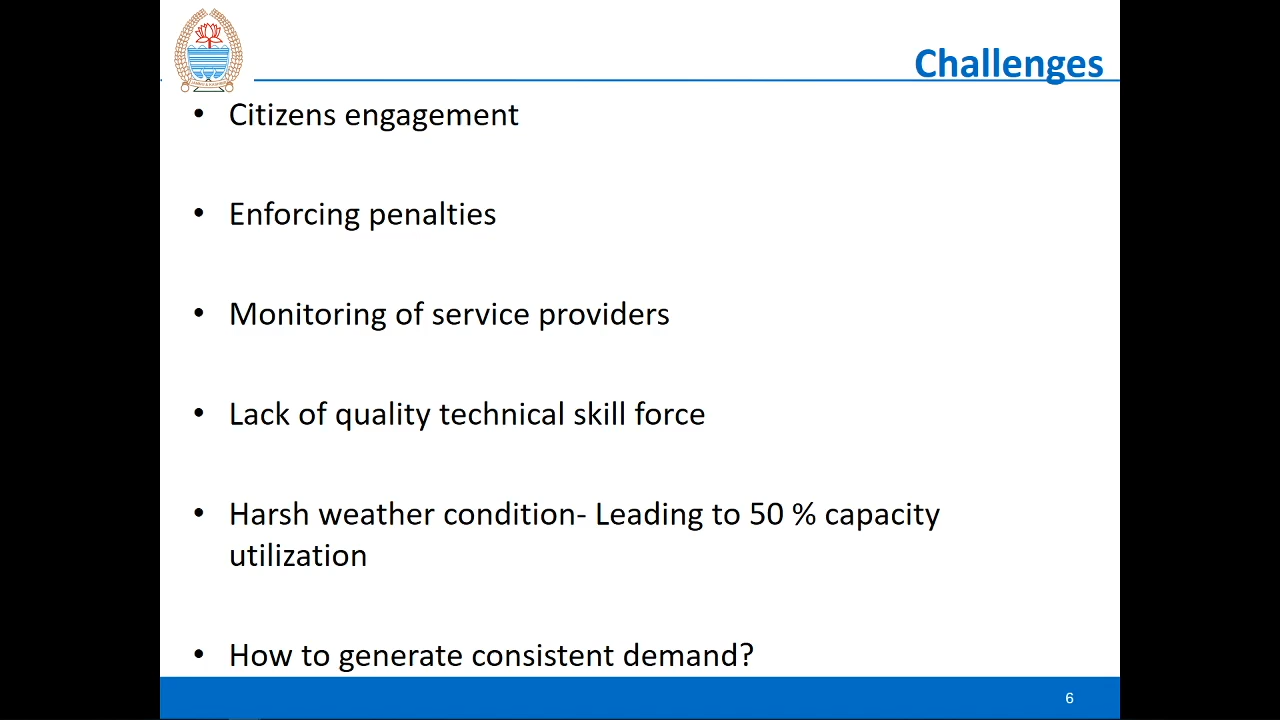 Challenges
• Citizens engagement
• Enforcing penalties
• Monitoring of service providers
• Lack of quality technical skill force
• Harsh weather condition- Leading to 50 % capacity
utilization
• How to generate consistent demand?
6